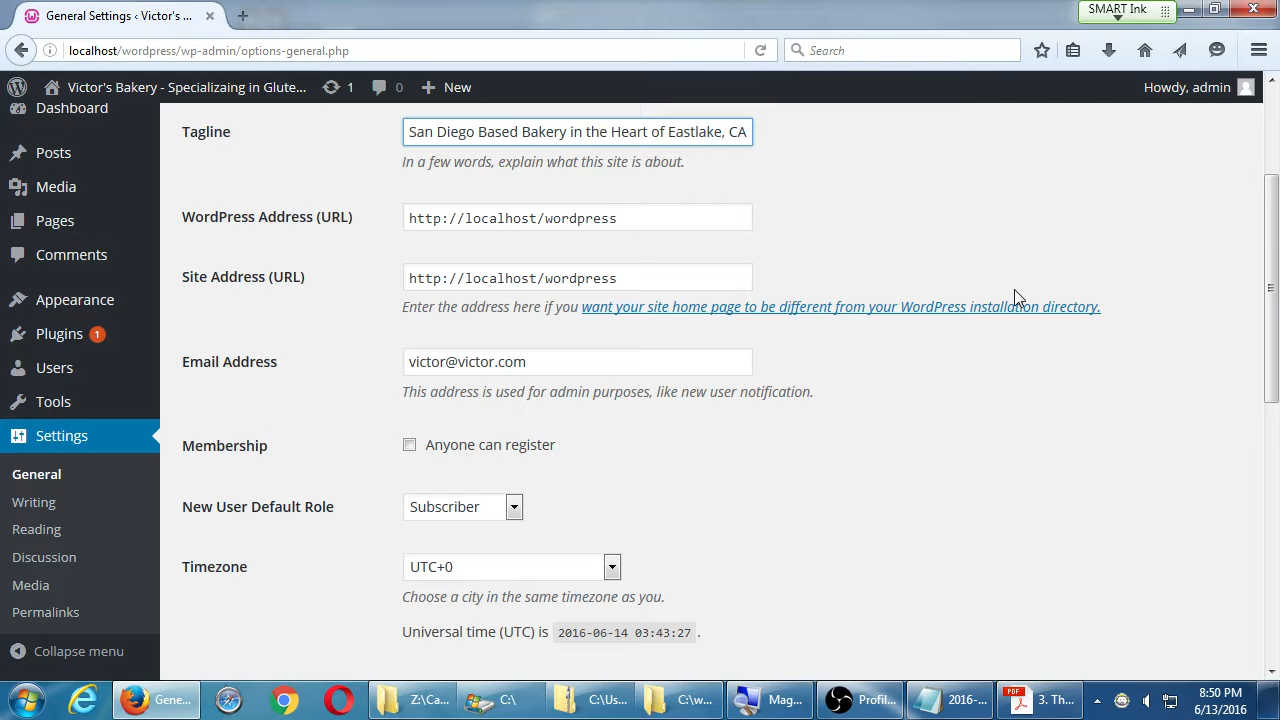 General Settings ‹ Victor's ...
SMART Ink
localhost/wordpress/wp-admin/options-general.php
Search
Victor's Bakery - Specializaing in Glute...
1
0
New
Howdy, admin
Dashboard
Posts
Media
Pages
Comments
Appearance
Plugins 1
Users
Tools
Settings
General
Writing
Reading
Discussion
Media
Permalinks
Collapse menu
Tagline
San Diego Based Bakery in the Heart of Eastlake, CA
In a few words, explain what this site is about.
WordPress Address (URL)
http://localhost/wordpress
Site Address (URL)
http://localhost/wordpress
Enter the address here if you want your site home page to be different from your WordPress installation directory.
Email Address
victor@victor.com
This address is used for admin purposes, like new user notification.
Membership
Anyone can register
New User Default Role
Subscriber
Timezone
UTC+0
Choose a city in the same timezone as you.
Universal time (UTC) is 2016-06-14 03:43:27 .
Gene...
Z:\Ca...
C:\
C:\Us...
C:\w...
Mag...
Profil...
2016-...
PDF
3. Th...
8:50 PM
6/13/2016